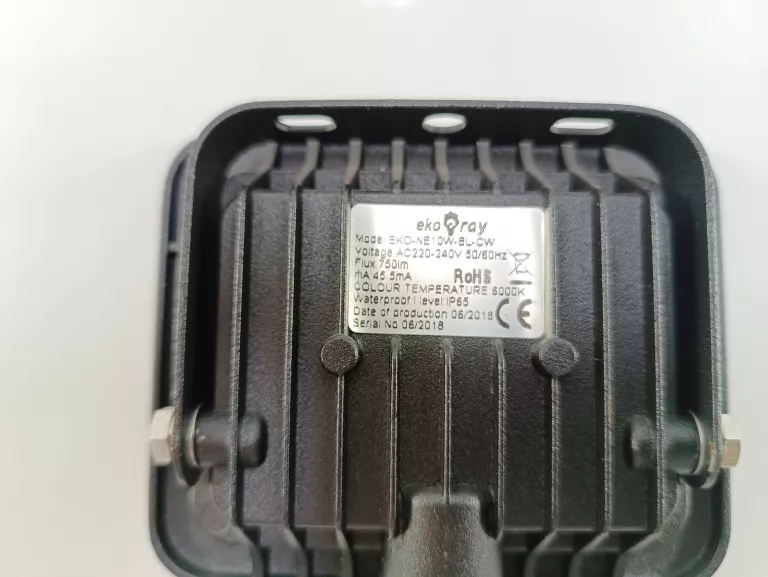 eko ray
Model EKO-NE10W-BL-CW
Voltage AC220-240V 50/60Hz
Flux 750lm
mA 45.5mA
RoHS
COLOUR TEMPERATURE 6000K
Waterproof l level:IP65
Date of production 06/2018
Serial No 06/2018
CE